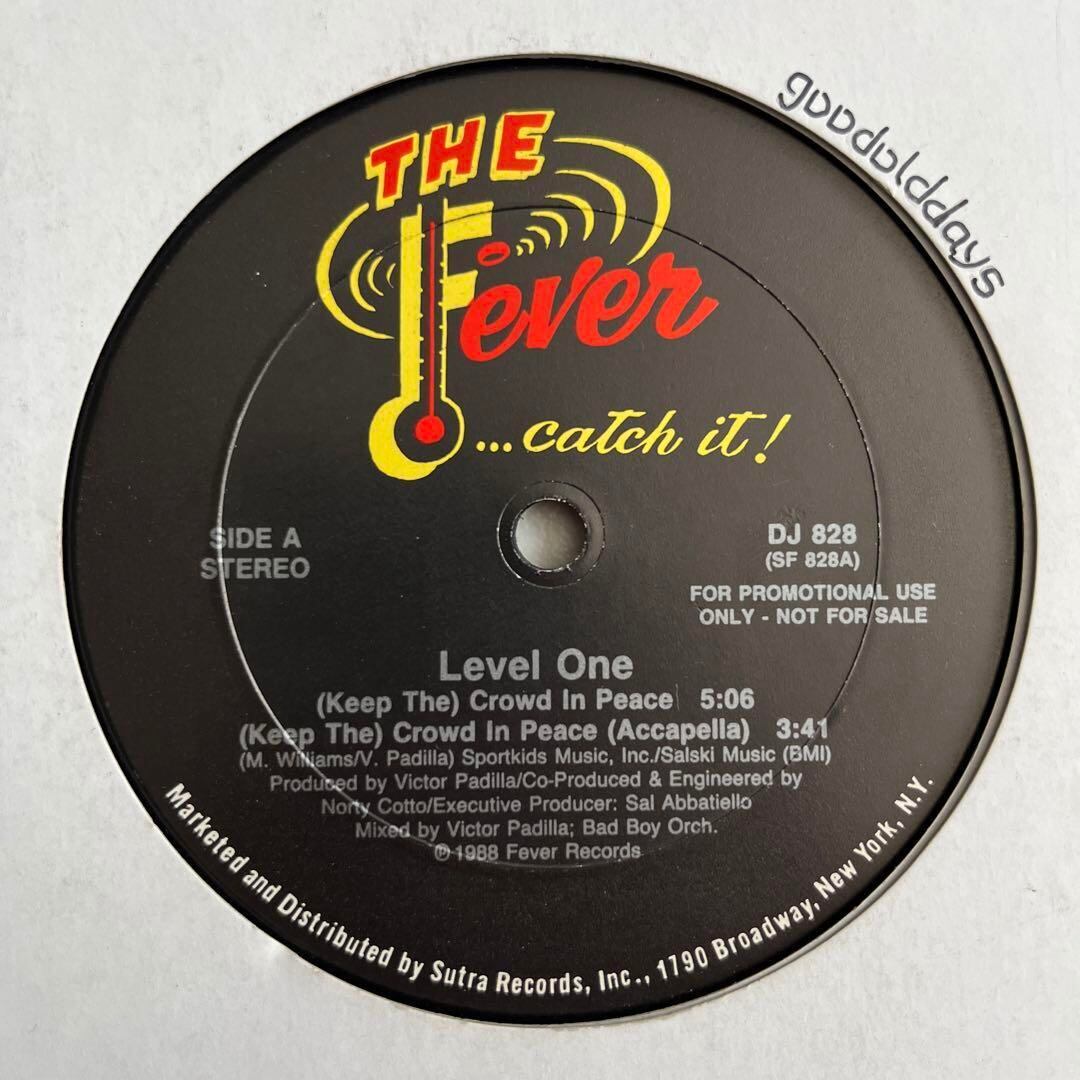 gooodolddays
THE
Fever
...catch it!
SIDE A
STEREO
DJ 828
(SF 828A)
FOR PROMOTIONAL USE
ONLY - NOT FOR SALE
Level One
(Keep The) Crowd In Peace 5:06
(Keep The) Crowd In Peace (Accapella) 3:41
(M. Williams/V. Padilla) Sportkids Music, Inc./Salski Music (BMI)
Produced by Victor Padilla/Co-Produced & Engineered by
Norty Cotto/Executive Producer: Sal Abbatiello
Mixed by Victor Padilla; Bad Boy Orch.
℗ 1988 Fever Records
Marketed and Distributed by Sutra Records, Inc., 1790 Broadway, New York, N.Y.